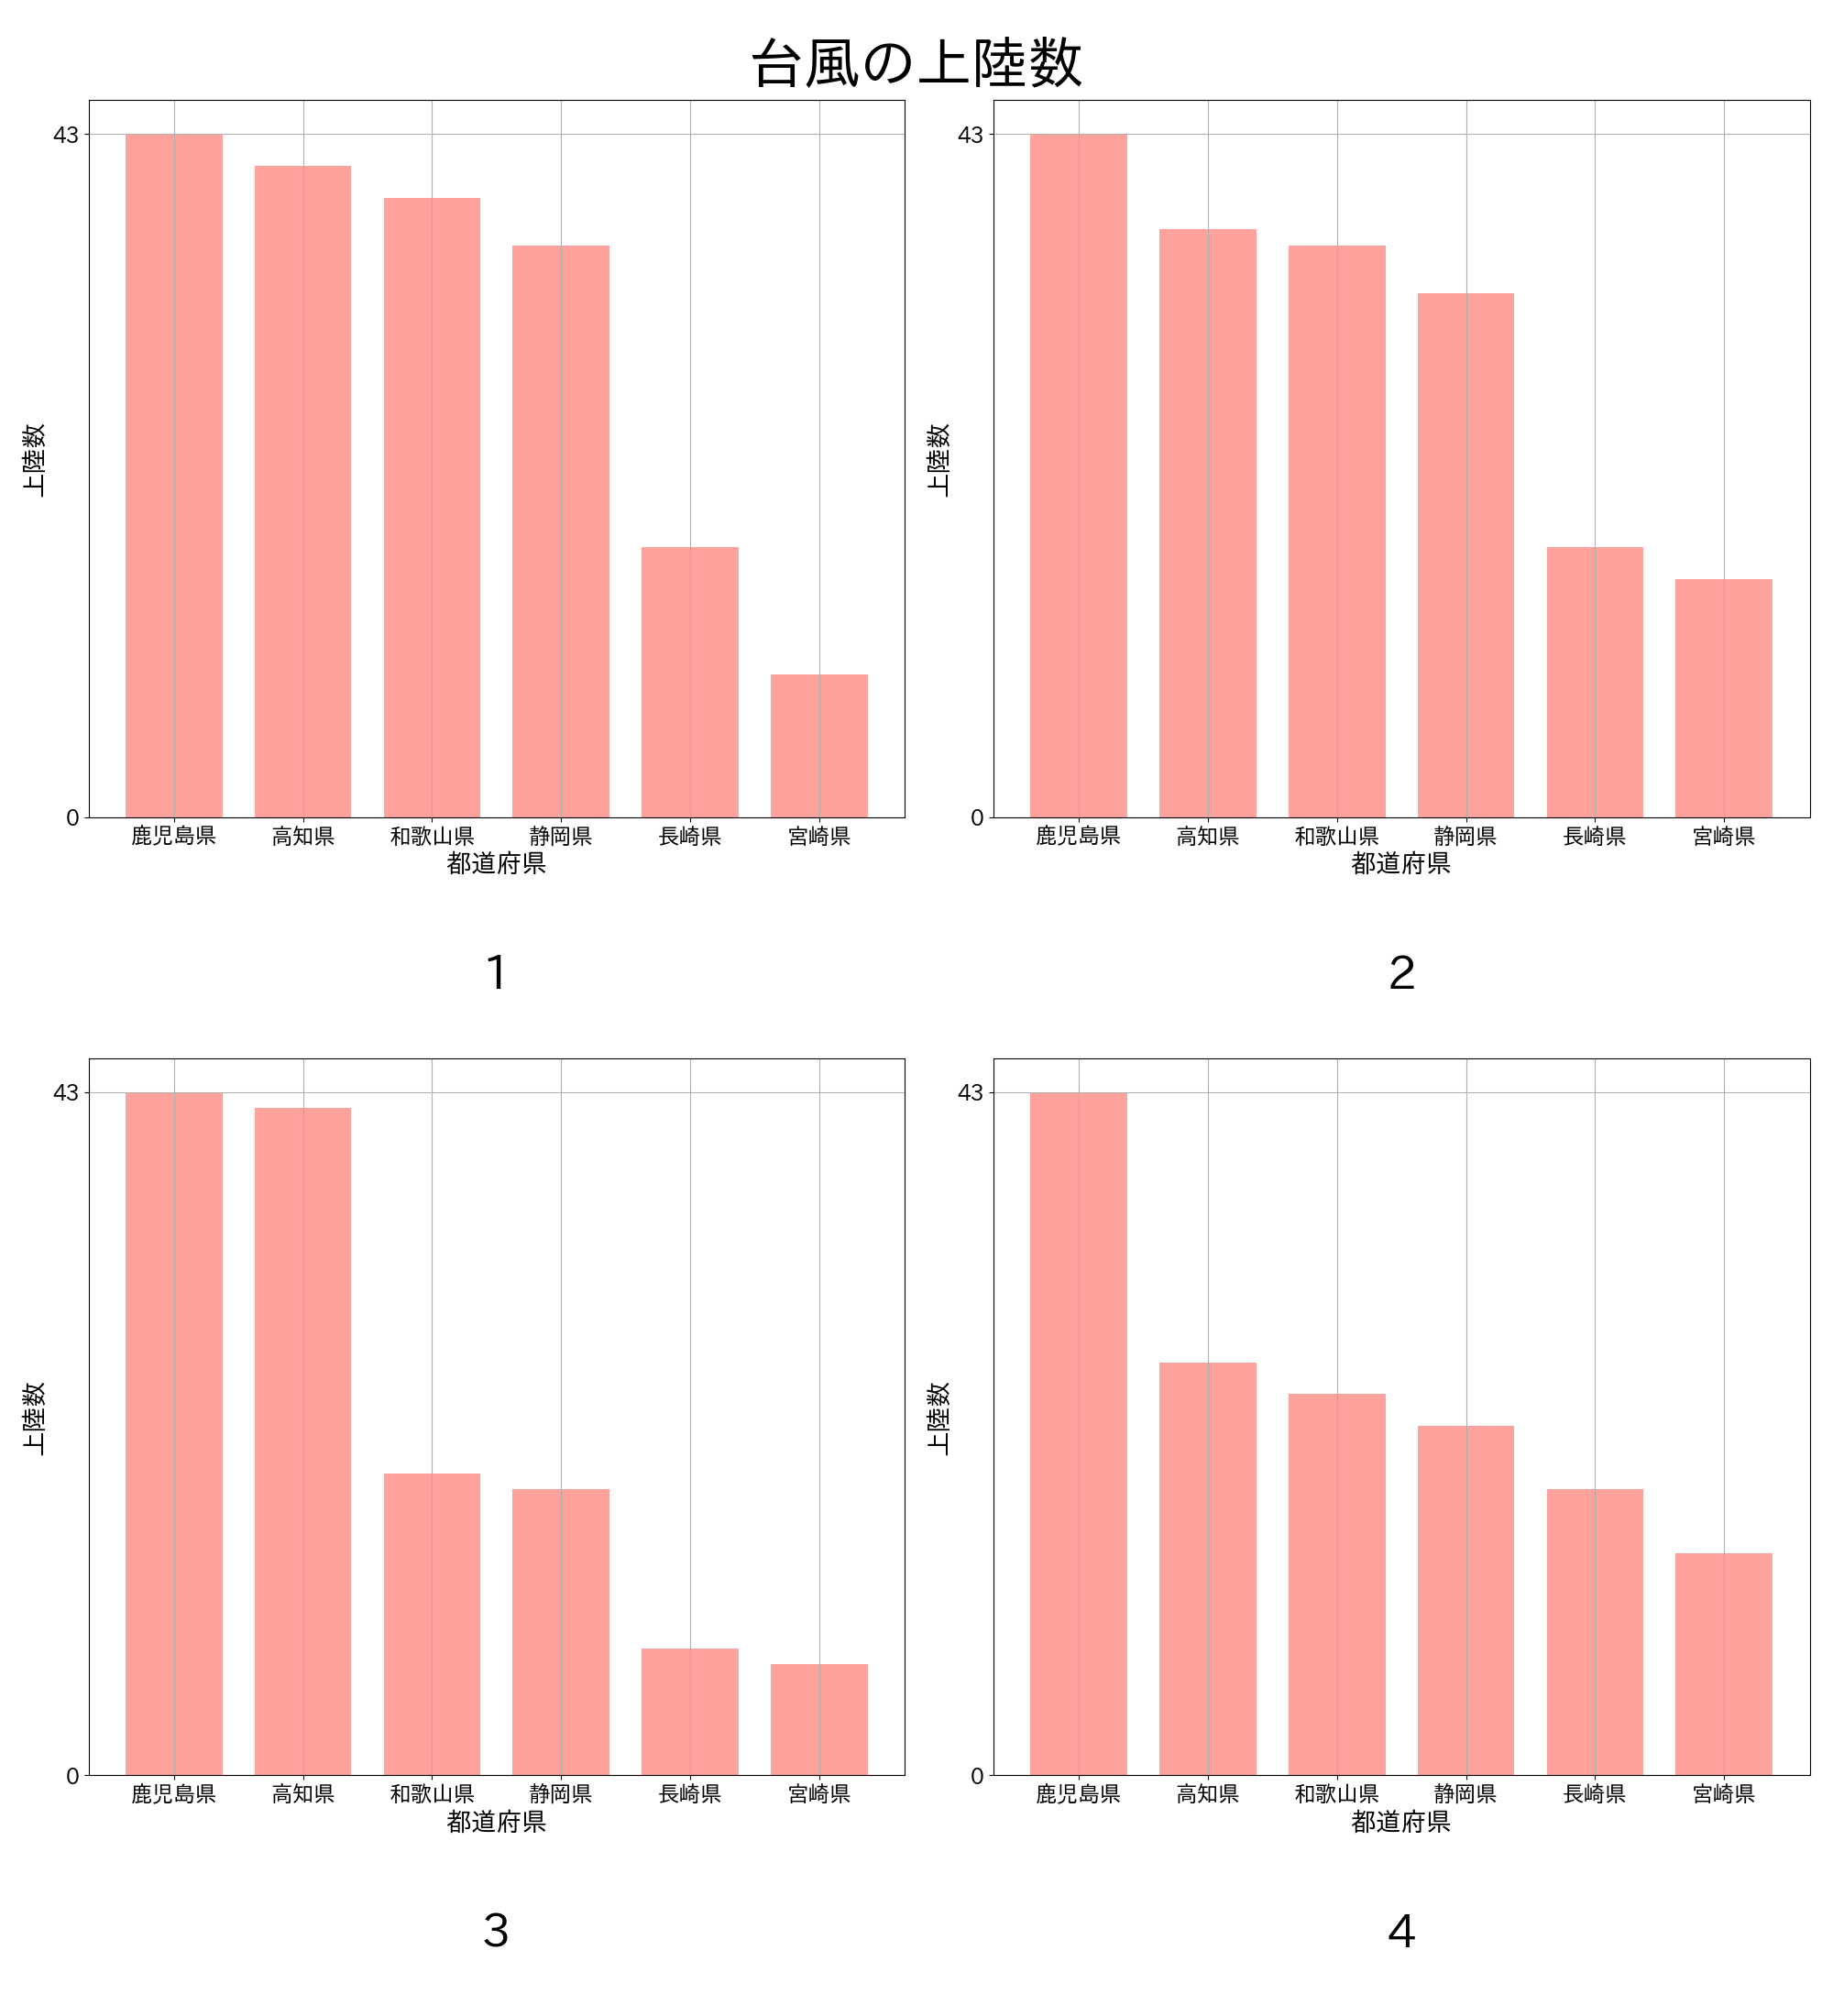 台風の上陸数
43
0
上陸数
鹿児島県 高知県 和歌山県 静岡県 長崎県 宮崎県
都道府県
1
43
0
上陸数
鹿児島県 高知県 和歌山県 静岡県 長崎県 宮崎県
都道府県
2
43
0
上陸数
鹿児島県 高知県 和歌山県 静岡県 長崎県 宮崎県
都道府県
3
43
0
上陸数
鹿児島県 高知県 和歌山県 静岡県 長崎県 宮崎県
都道府県
4